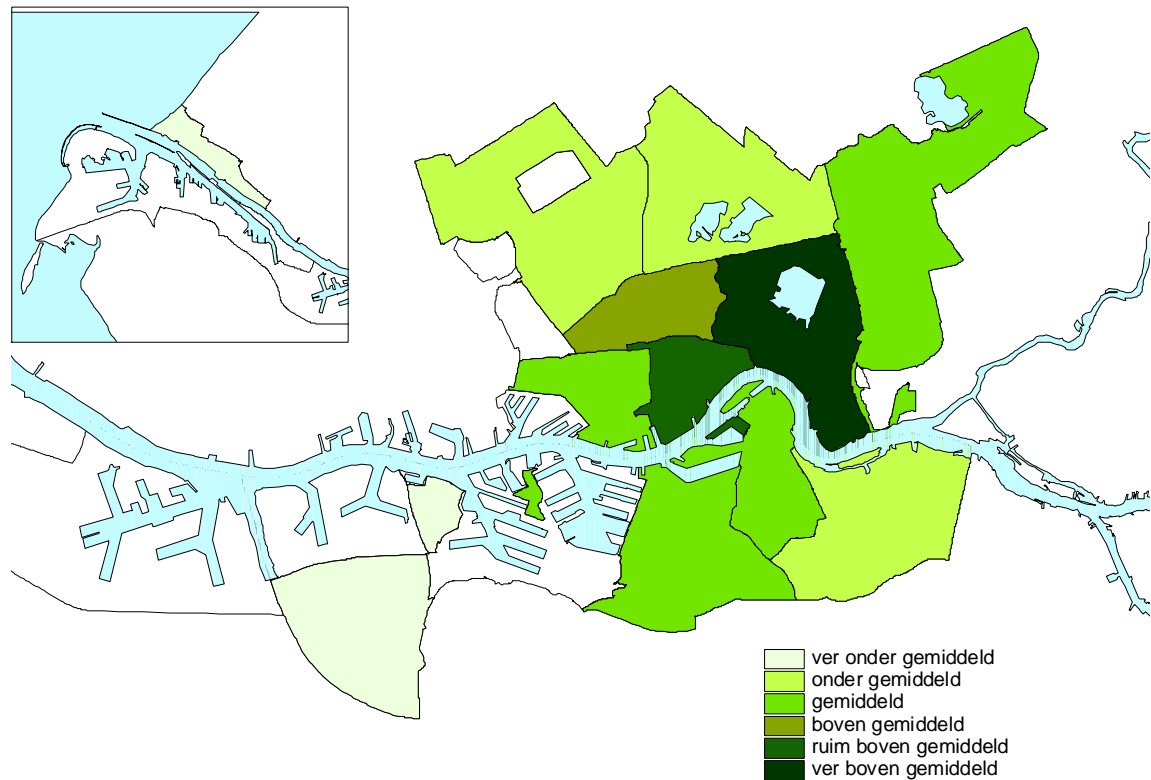 ver onder gemiddeld
onder gemiddeld
gemiddeld
boven gemiddeld
ruim boven gemiddeld
ver boven gemiddeld